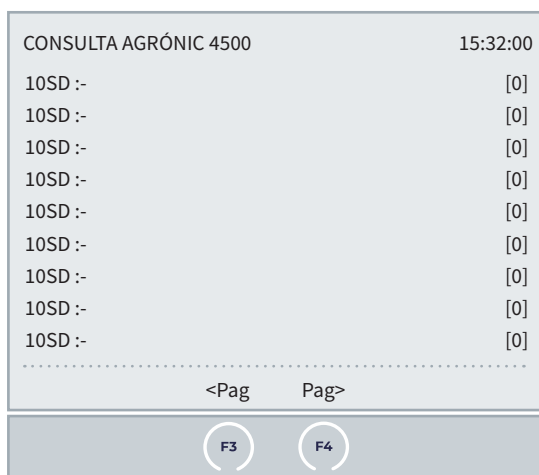 CONSULTA AGRÓNIC 4500 15:32:00
10SD :- [0]
10SD :- [0]
10SD :- [0]
10SD :- [0]
10SD :- [0]
10SD :- [0]
10SD :- [0]
10SD :- [0]
10SD :- [0]
<Pag Pag>
F3 F4